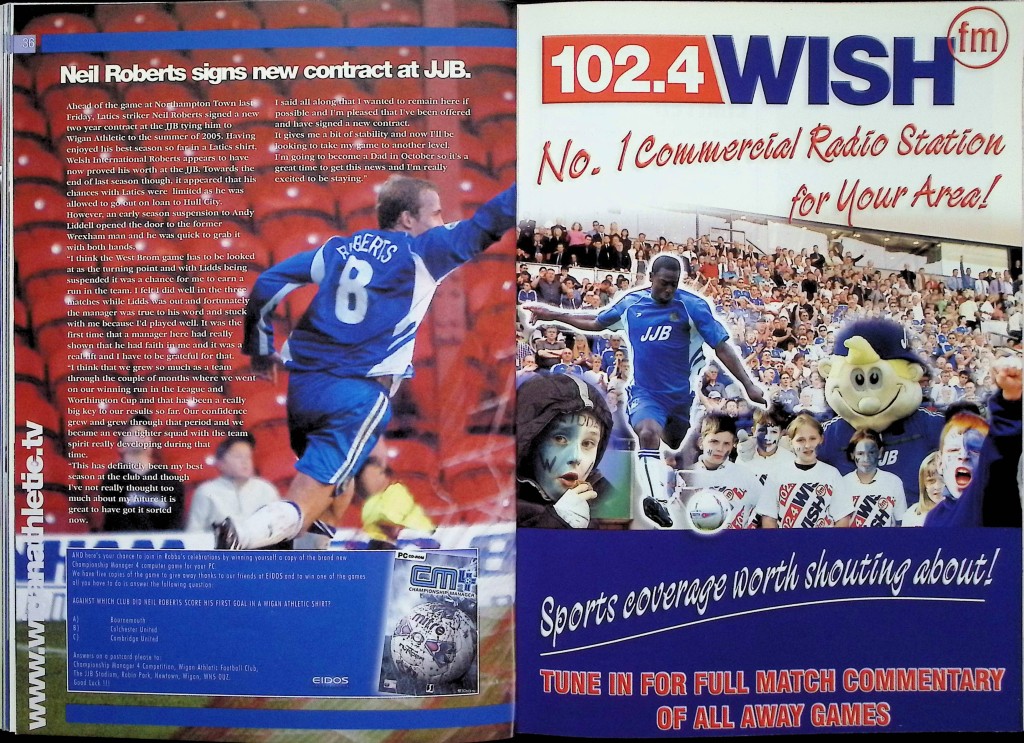 36
Neil Roberts signs new contract at JJB.
Ahead of the game at Northampton Town last
Friday, Latics striker Neil Roberts signed a new
two year contract at the JJB tying him to
Wigan Athletic to the summer of 2005. Having
enjoyed his best season so far in a Latics shirt,
Welsh International Roberts appears to have
now proved his worth at the JJB. Towards the
end of last season though, it appeared that his
chances with Latics were limited as he was
allowed to go out on loan to Hull City.
However, an early season suspension to Andy
Liddell opened the door to the former
Wrexham man and he was quick to grab it
with both hands.
"I think the West Brom game has to be looked
at as the turning point and with Lidds being
suspended it was a chance for me to earn a
run in the team. I felt I did well in the three
matches while Lidds was out and fortunately
the manager was true to his word and stuck
with me because I'd played well. It was the
first time that a manager here had really
shown that he had faith in me and it was a
real lift and I have to be grateful for that.
"I think that we grew so much as a team
through the couple of months where we went
on our winning run in the League and
Worthington Cup and that has been a really
big key to our results so far. Our confidence
grew and grew through that period and we
became an even tighter squad with the team
spirit really developing during that
time.
"This has definitely been my best
season at the club and though
I've not really thought too
much about my future it is
great to have got it sorted
now.
I said all along that I wanted to remain here if
possible and I'm pleased that I've been offered
and have signed a new contract.
It gives me a bit of stability and now I'll be
looking to take my game to another level.
I'm going to become a Dad in October so it's a
great time to get this news and I'm really
excited to be staying."
ROBERTS
8
AND here's your chance to join in Robbo's celebrations by winning yourself a copy of the brand new
Championship Manager 4 computer game for your PC.
We have five copies of the game to give away thanks to our friends at EIDOS and to win one of the games
all you have to do is answer the following question:
AGAINST WHICH CLUB DID NEIL ROBERTS SCORE HIS FIRST GOAL IN A WIGAN ATHLETIC SHIRT?
A) Bournemouth
B) Colchester United
C) Cambridge United
Answers on a postcard please to:
Championship Manager 4 Competition, Wigan Athletic Football Club,
The JJB Stadium, Robin Park, Newtown, Wigan, WN5 0UZ.
Good Luck !!!
EIDOS
PC CD-ROM
CM4
CHAMPIONSHIP MANAGER
mitre
102.4 WISH fm
No. 1 Commercial Radio Station
for Your Area!
JJB
JJB
102.4
WISH
Sports coverage worth shouting about!
TUNE IN FOR FULL MATCH COMMENTARY
OF ALL AWAY GAMES